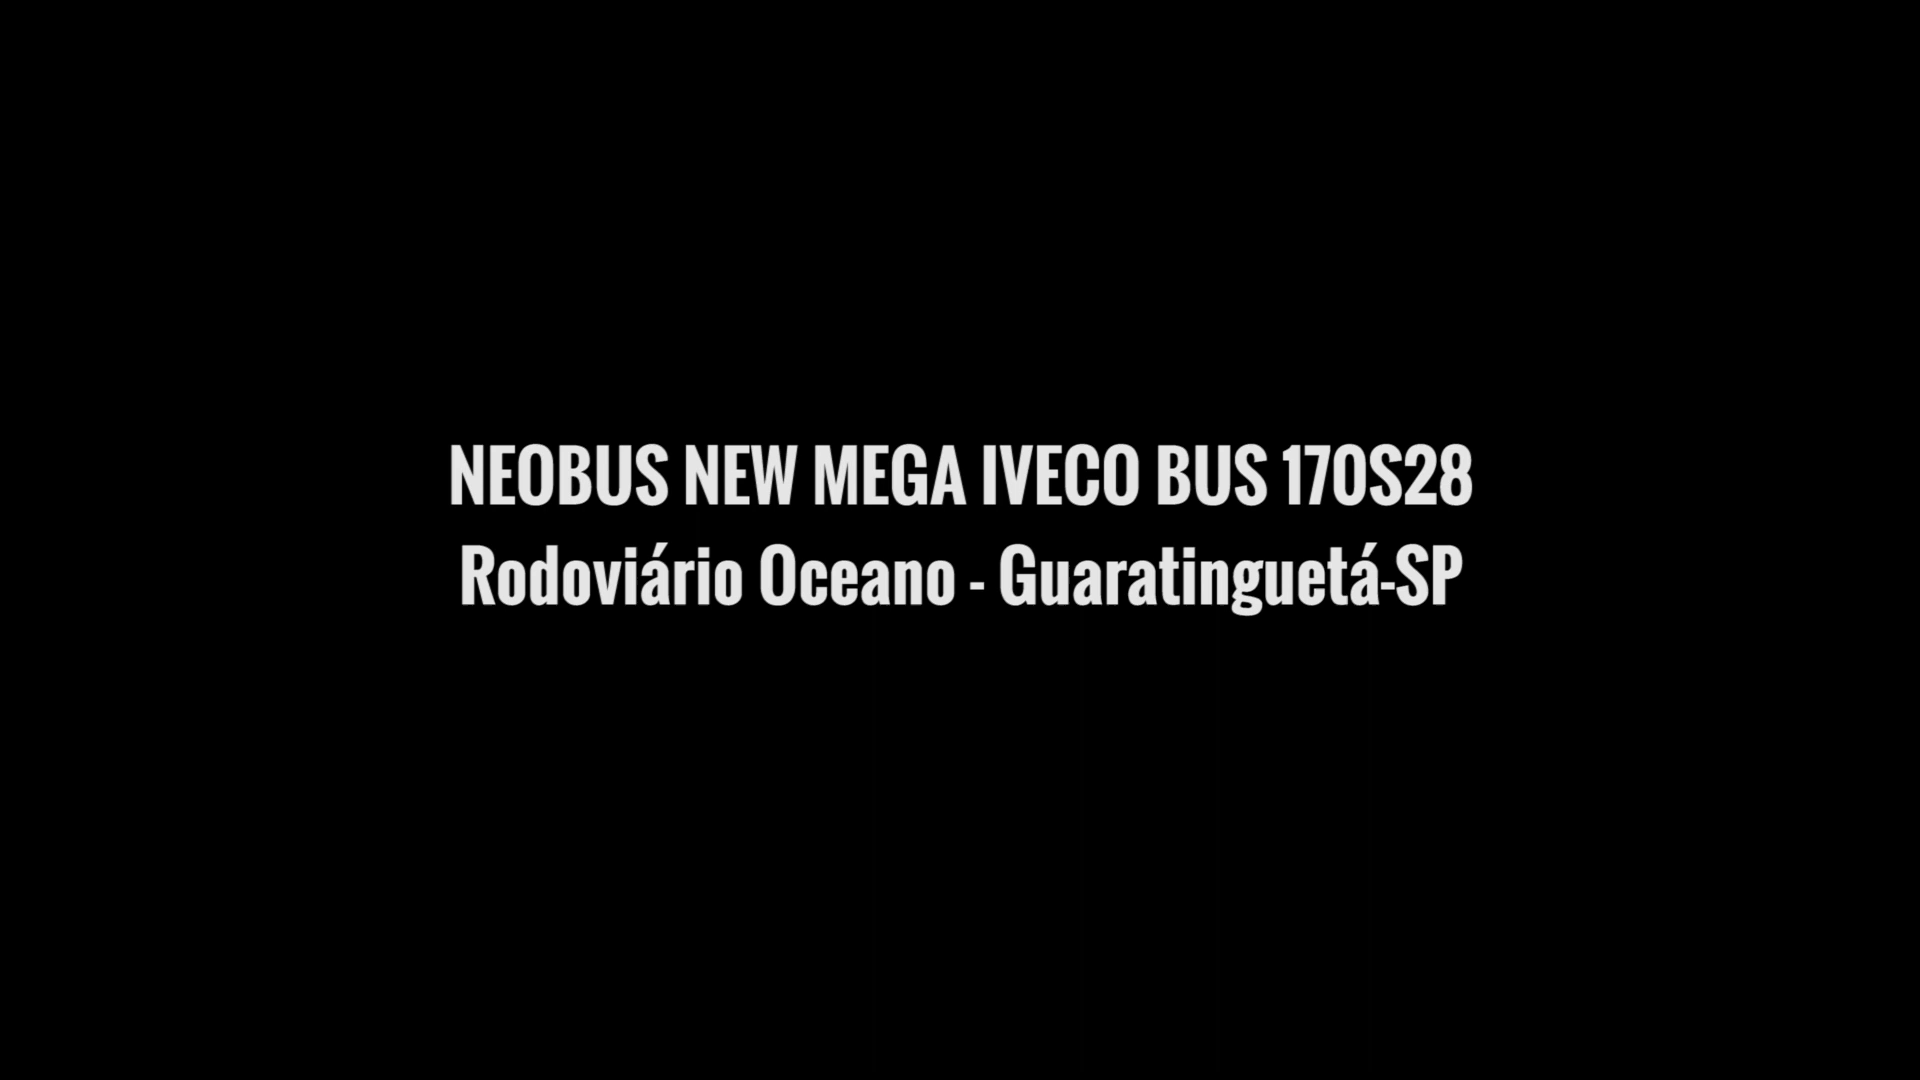 NEOBUS NEW MEGA IVECO BUS 170S28
Rodoviário Oceano - Guaratinguetá-SP